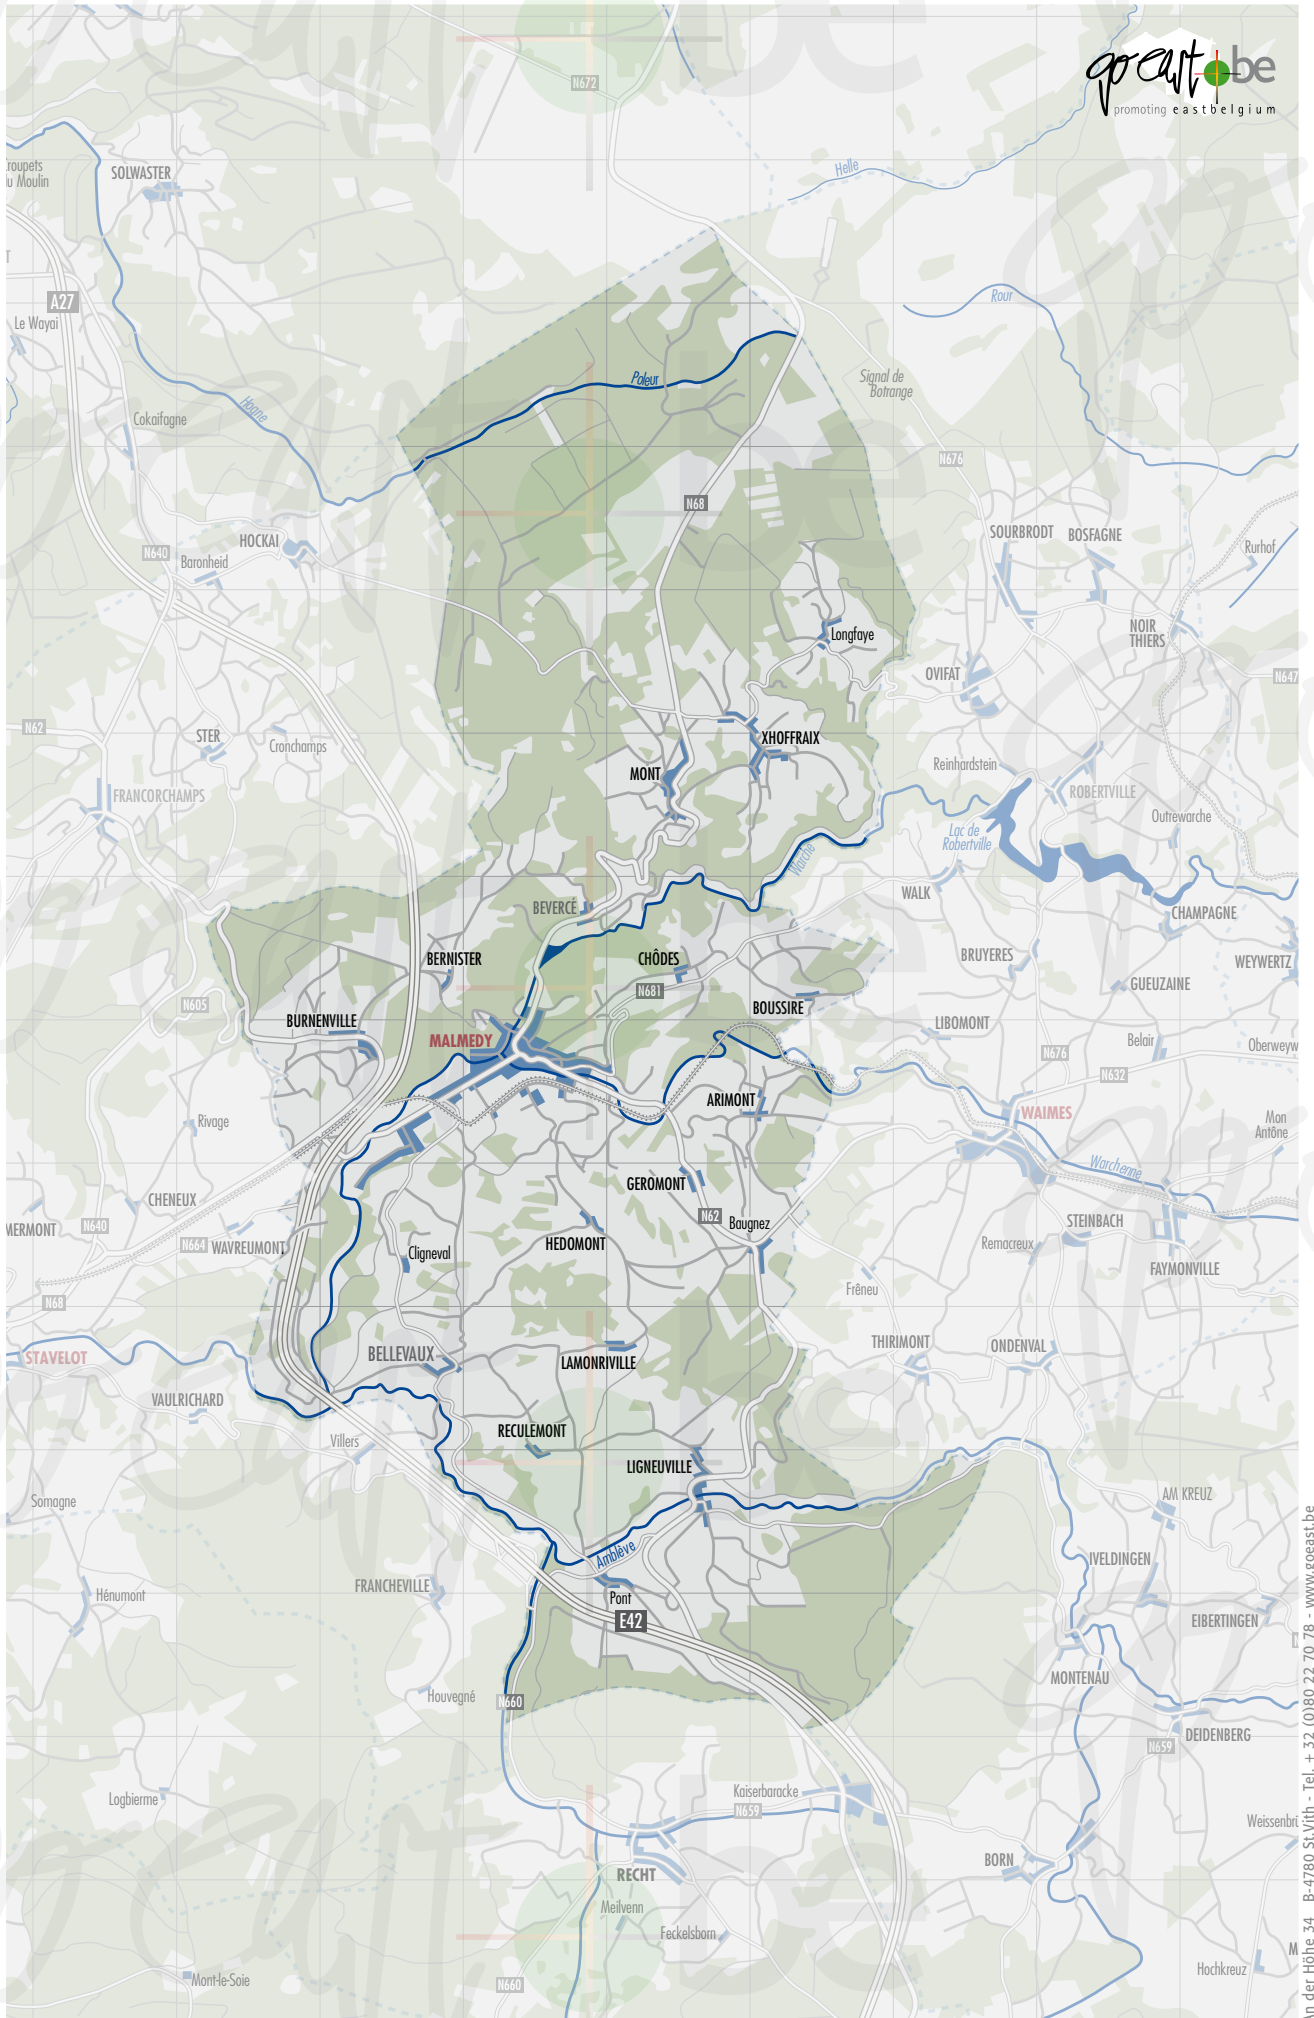 go east be
promoting eastbelgium
N672
Helle
roupets
u Moulin
SOLWASTER
A27
Le Wayai
Rour
Poleur
Signal de
Botrange
Hogne
Cokaifagne
N676
N68
SOURBRODT
BOSFAGNE
HOCKAI
N640
Baronheid
Rurhof
NOIR
THIERS
Longfaye
OVIFAT
N647
N62
STER
Cronchamps
XHOFFRAIX
MONT
Reinhardstein
FRANCORCHAMPS
ROBERTVILLE
Outrewarche
Lac de
Robertville
Warche
WALK
BEVERCÉ
CHAMPAGNE
BERNISTER
CHÔDES
BRUYERES
WEYWERTZ
N681
GUEUZAINE
N605
BOUSSIRE
BURNENVILLE
LIBOMONT
MALMEDY
Belair
Oberweyw
N676
N632
ARIMONT
WAIMES
Rivage
Mon
Antône
Warchenne
GEROMONT
CHENEUX
N62
Baugnez
STEINBACH
MERMONT
N640
N664
WAVREUMONT
HEDOMONT
Remacreux
Cligneval
FAYMONVILLE
Frêneu
N68
THIRIMONT
ONDENVAL
STAVELOT
BELLEVAUX
LAMONRIVILLE
VAULRICHARD
RECULEMONT
Villers
LIGNEUVILLE
Somagne
AM KREUZ
Amblève
IVELDINGEN
FRANCHEVILLE
Hénumont
Pont
E42
EIBERTINGEN
N
MONTENAU
Houvegné
N660
DEIDENBERG
N659
Kaiserbaracke
Logbierme
N659
Weissenbru
BORN
RECHT
Meilvenn
Feckelsborn
M
Hochkreuz
Mont-le-Soie
N660
An der Höhe 34 B-4780 St.Vith - Tel. + 32 (0)80 22 70 78 - www.goeast.be